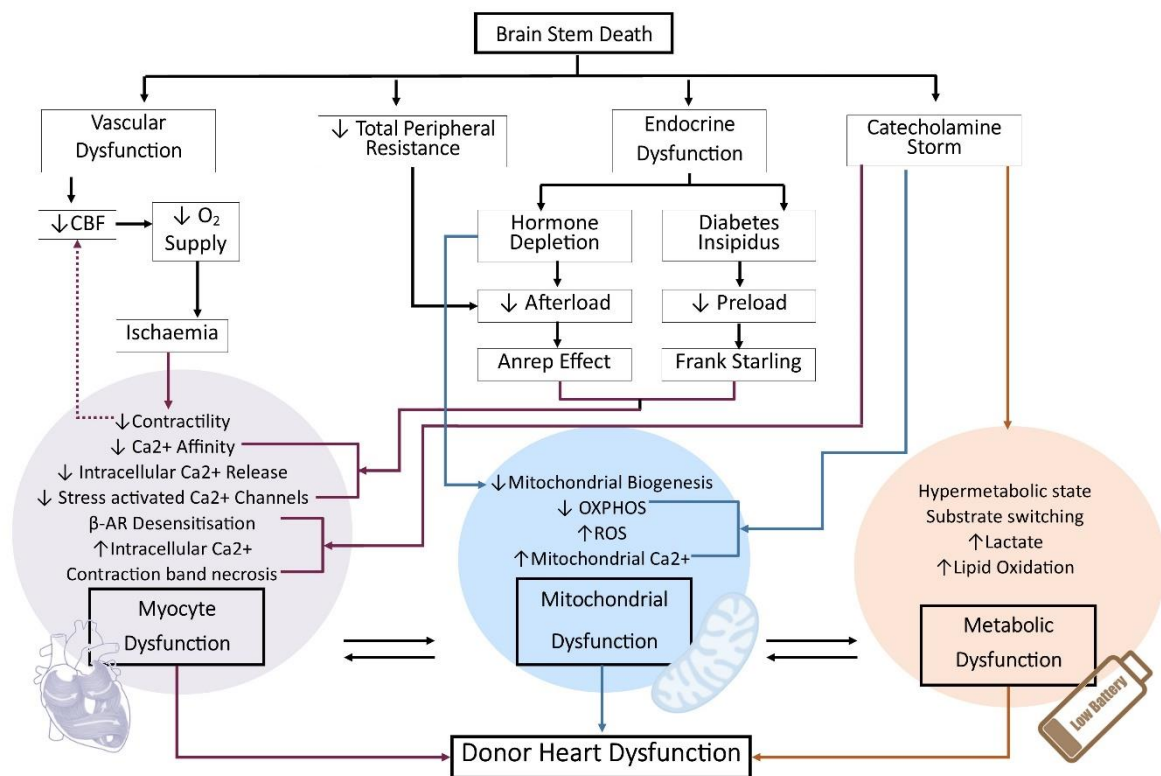 Brain Stem Death
Vascular
Dysfunction
↓ Total Peripheral
Resistance
Endocrine
Dysfunction
Catecholamine
Storm
↓CBF
↓ O₂
Supply
Hormone
Depletion
Diabetes
Insipidus
↓ Afterload
↓ Preload
Ischaemia
Anrep Effect
Frank Starling
↓Contractility
↓ Ca2+ Affinity
↓ Intracellular Ca2+ Release
↓ Stress activated Ca2+ Channels
β-AR Desensitisation
↑Intracellular Ca2+
Contraction band necrosis
Myocyte
Dysfunction
↓Mitochondrial Biogenesis
↓ OXPHOS
↑ROS
↑Mitochondrial Ca2+
Mitochondrial
Dysfunction
Hypermetabolic state
Substrate switching
↑Lactate
↑Lipid Oxidation
Metabolic
Dysfunction
Low Battery
Donor Heart Dysfunction